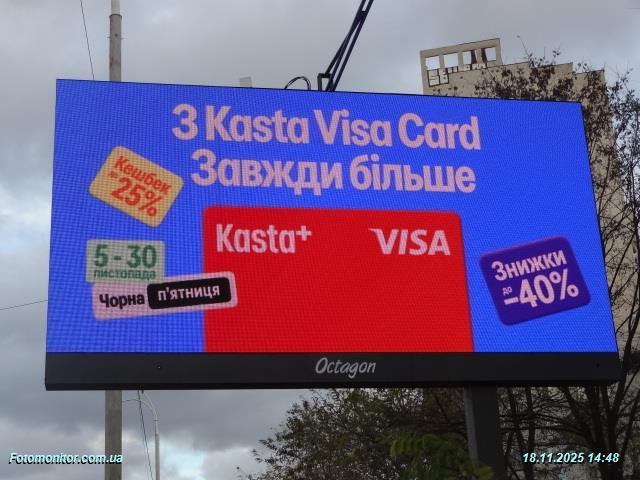 З Kasta Visa Card
Завжди більше
Кешбек
до 25%
5-30
листопада
Чорна п'ятниця
Kasta+
VISA
Знижки
до
-40%
Octagon
Fotomonitor.com.ua
18.11.2025 14:48